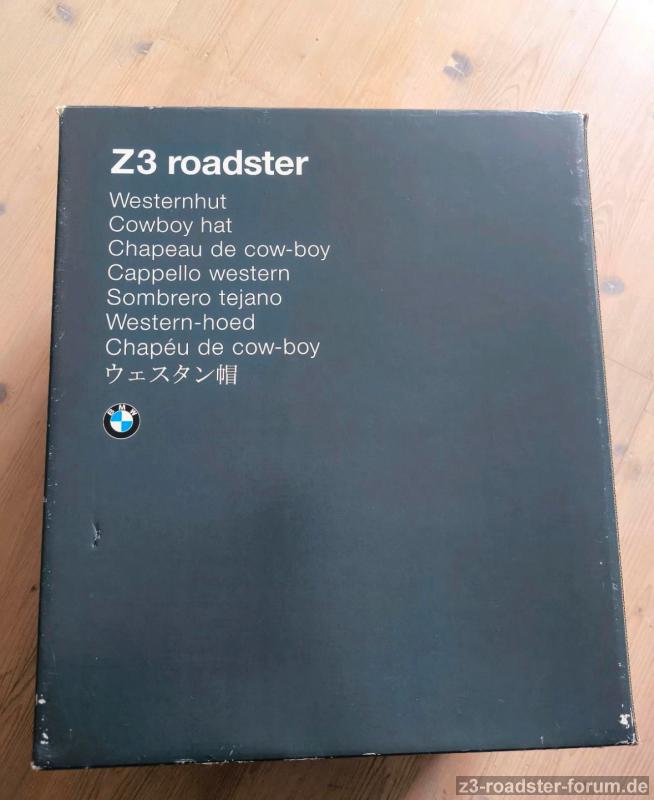 Z3 roadster
Westernhut
Cowboy hat
Chapeau de cow-boy
Cappello western
Sombrero tejano
Western-hoed
Chapéu de cow-boy
ウェスタン帽
BMW
z3-roadster-forum.de